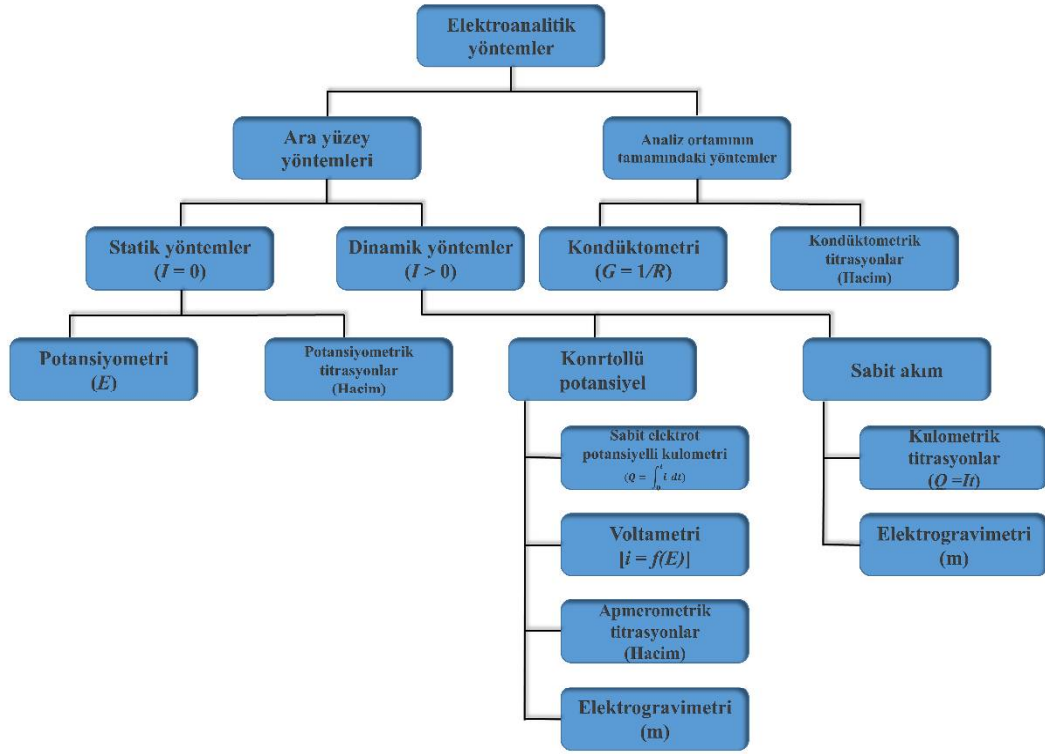 Elektroanalitik
yöntemler
Ara yüzey
yöntemleri
Analiz ortamının
tamamındaki yöntemler
Statik yöntemler
(I = 0)
Dinamik yöntemler
(I > 0)
Kondüktometri
(G = 1/R)
Kondüktometrik
titrasyonlar
(Hacim)
Potansiyometri
(E)
Potansiyometrik
titrasyonlar
(Hacim)
Konrtollü
potansiyel
Sabit akım
Sabit elektrot
potansiyelli kulometri
(Q = ∫₀ᵗ i dt)
Voltametri
[i = f(E)]
Apmerometrik
titrasyonlar
(Hacim)
Elektrogravimetri
(m)
Kulometrik
titrasyonlar
(Q =It)
Elektrogravimetri
(m)